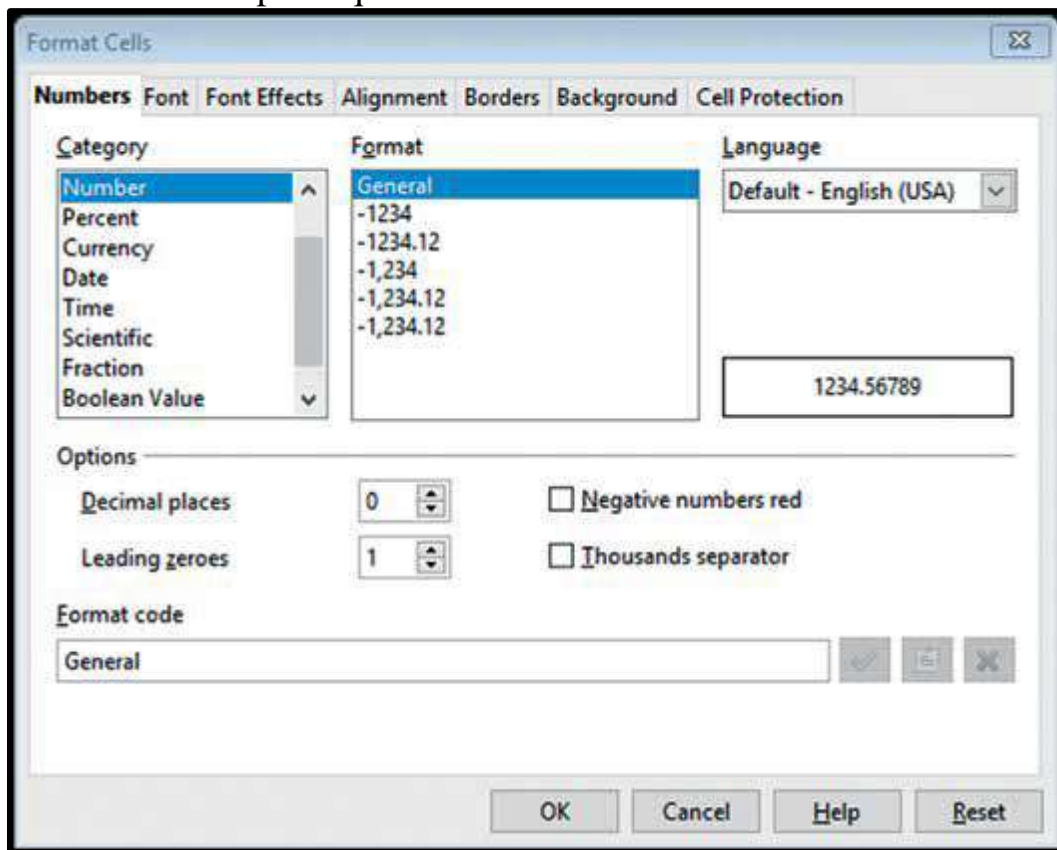 Format Cells
Numbers Font Font Effects Alignment Borders Background Cell Protection
Category Format Language
Number General Default - English (USA)
Percent -1234
Currency -1234.12
Date -1,234
Time -1,234.12
Scientific -1,234.12
Fraction
Boolean Value 1234.56789
Options
Decimal places 0 Negative numbers red
Leading zeroes 1 Thousands separator
Format code
General
OK Cancel Help Reset